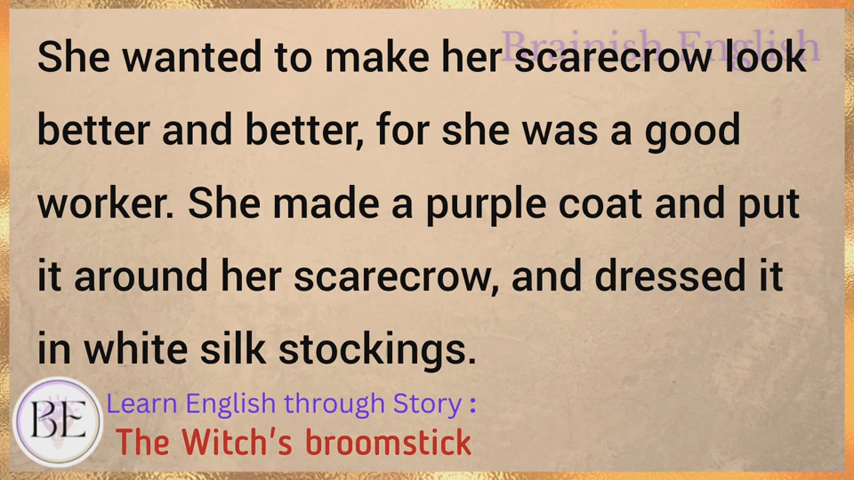 Brainish English
She wanted to make her scarecrow look
better and better, for she was a good
worker. She made a purple coat and put
it around her scarecrow, and dressed it
in white silk stockings.
BE
Learn English through Story :
The Witch's broomstick